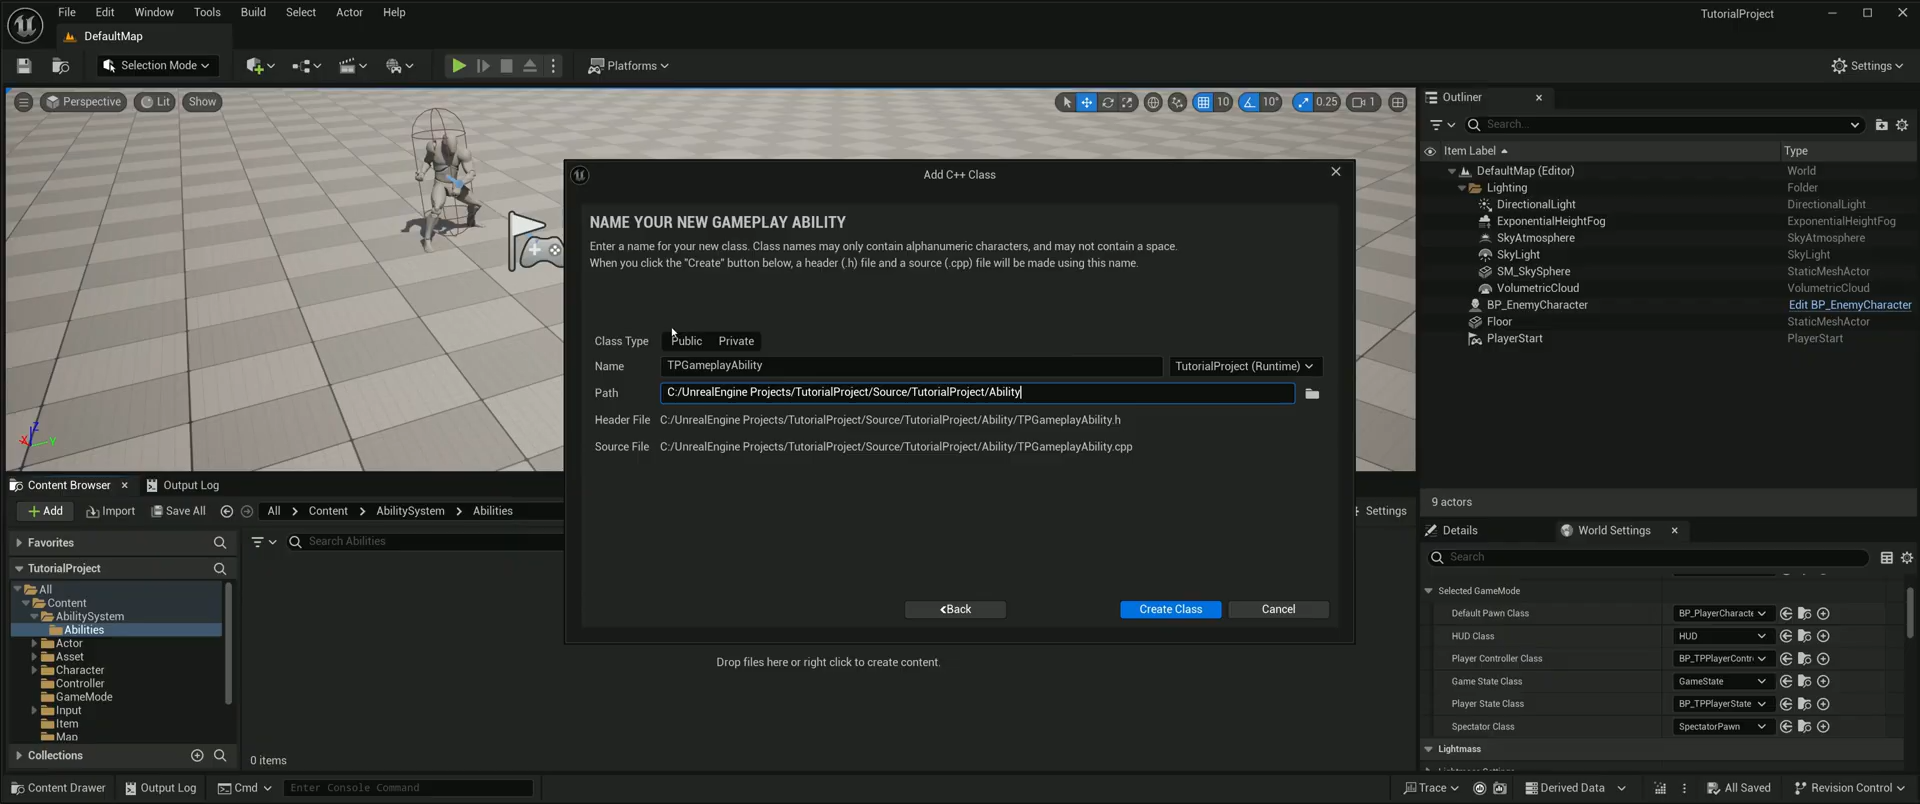 File Edit Window Tools Build Select Actor Help
TutorialProject
DefaultMap
Selection Mode
Platforms
Settings
Perspective Lit Show
10 10° 0.25 1
Outliner
Search...
Item Label Type
DefaultMap (Editor) World
Lighting Folder
DirectionalLight DirectionalLight
ExponentialHeightFog ExponentialHeightFog
SkyAtmosphere SkyAtmosphere
SkyLight SkyLight
SM_SkySphere StaticMeshActor
VolumetricCloud VolumetricCloud
BP_EnemyCharacter Edit BP_EnemyCharacter
Floor StaticMeshActor
PlayerStart PlayerStart
9 actors
Add C++ Class
NAME YOUR NEW GAMEPLAY ABILITY
Enter a name for your new class. Class names may only contain alphanumeric characters, and may not contain a space.
When you click the "Create" button below, a header (.h) file and a source (.cpp) file will be made using this name.
Class Type Public Private
Name TPGameplayAbility TutorialProject (Runtime)
Path C:/UnrealEngine Projects/TutorialProject/Source/TutorialProject/Ability
Header File C:/UnrealEngine Projects/TutorialProject/Source/TutorialProject/Ability/TPGameplayAbility.h
Source File C:/UnrealEngine Projects/TutorialProject/Source/TutorialProject/Ability/TPGameplayAbility.cpp
Back Create Class Cancel
Content Browser Output Log
Add Import Save All All Content AbilitySystem Abilities
Settings
Favorites
Search Abilities
TutorialProject
All
Content
AbilitySystem
Abilities
Actor
Asset
Character
Controller
GameMode
Input
Item
Map
Collections
Drop files here or right click to create content.
0 items
Details World Settings
Search
Selected GameMode
Default Pawn Class BP_PlayerCharacte
HUD Class HUD
Player Controller Class BP_TPPlayerContr
Game State Class GameState
Player State Class BP_TPPlayerState
Spectator Class SpectatorPawn
Lightmass
Content Drawer Output Log Cmd Enter Console Command
Trace Derived Data All Saved Revision Control